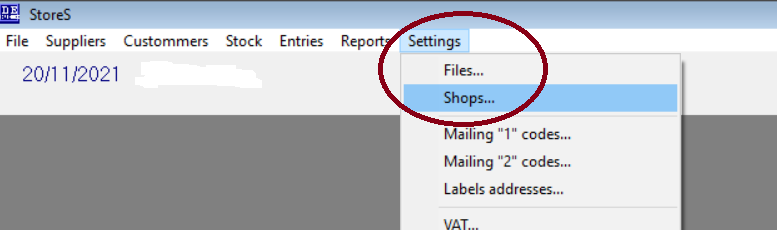 StoreS
File Suppliers Custommers Stock Entries Reports Settings
20/11/2021
Files...
Shops...
Mailing "1" codes...
Mailing "2" codes...
Labels addresses...
VAT...